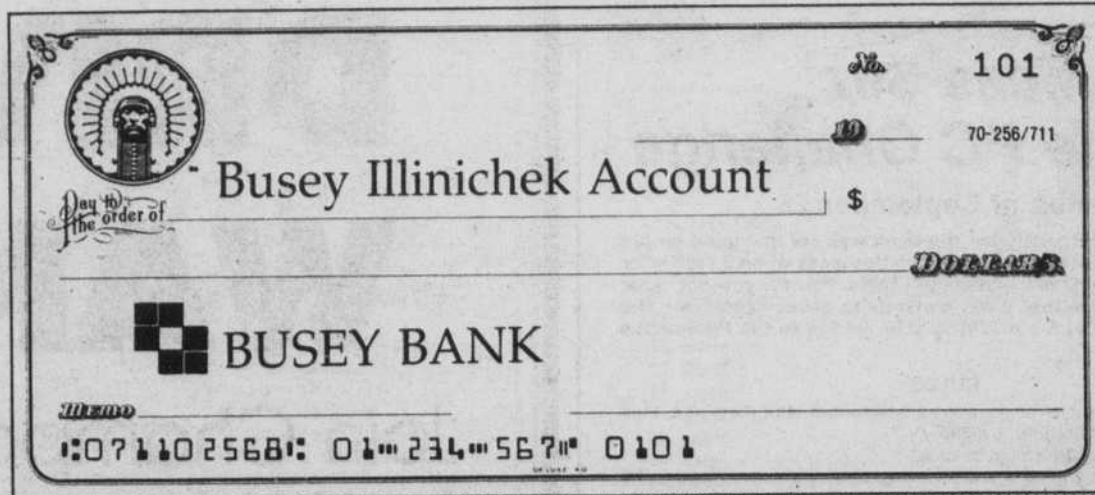 No. 101
19 70-256/711
Busey Illinichek Account
Pay to
the order of $
DOLLARS
BUSEY BANK
MEMO
⑆071102568⑆ 01⑉234⑉567⑈ 0101